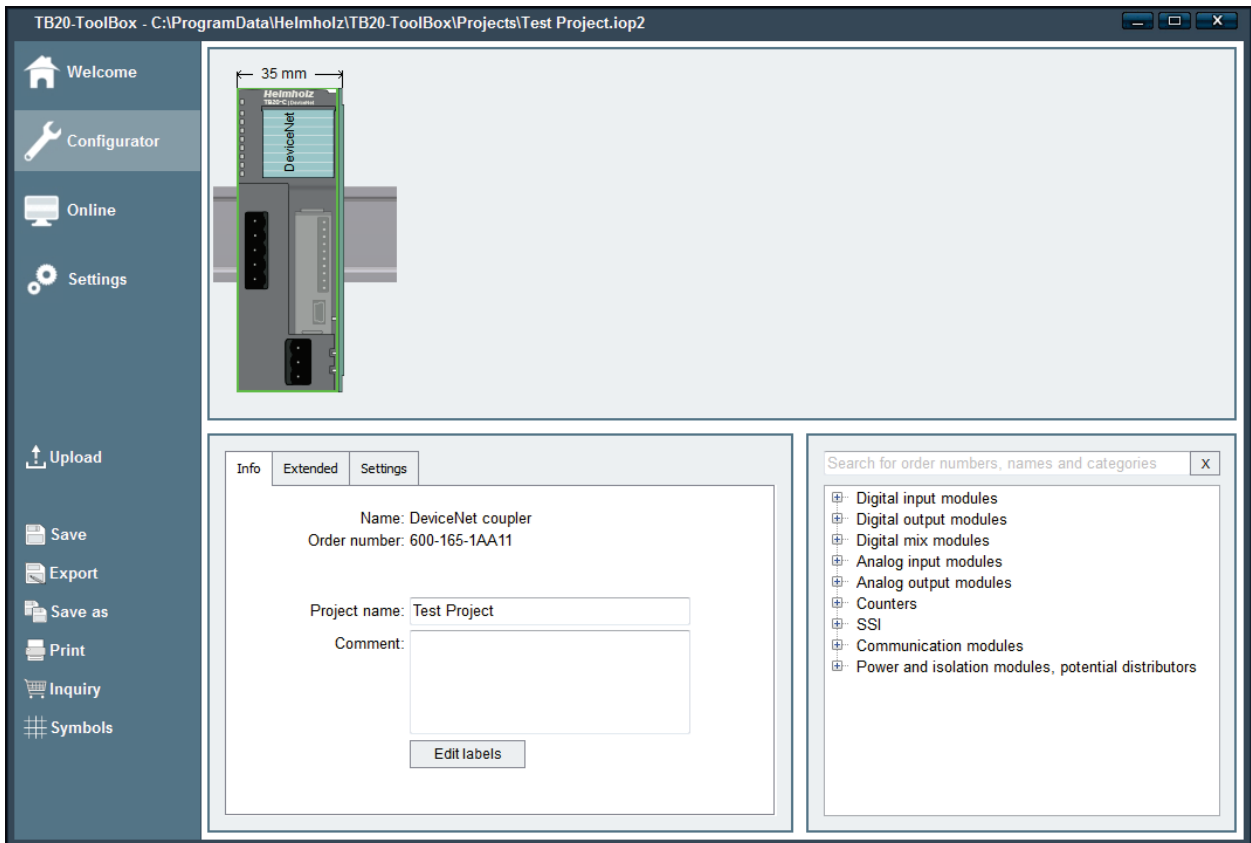 TB20-ToolBox - C:\ProgramData\Helmholz\TB20-ToolBox\Projects\Test Project.iop2
X
Welcome
Configurator
Online
Settings
Upload
Save
Export
Save as
Print
Inquiry
Symbols
35 mm
Helmholz
TB20-C | DeviceNet
DeviceNet
Info Extended Settings
Name: DeviceNet coupler
Order number: 600-165-1AA11
Project name: Test Project
Comment:
Edit labels
Search for order numbers, names and categories X
Digital input modules
Digital output modules
Digital mix modules
Analog input modules
Analog output modules
Counters
SSI
Communication modules
Power and isolation modules, potential distributors